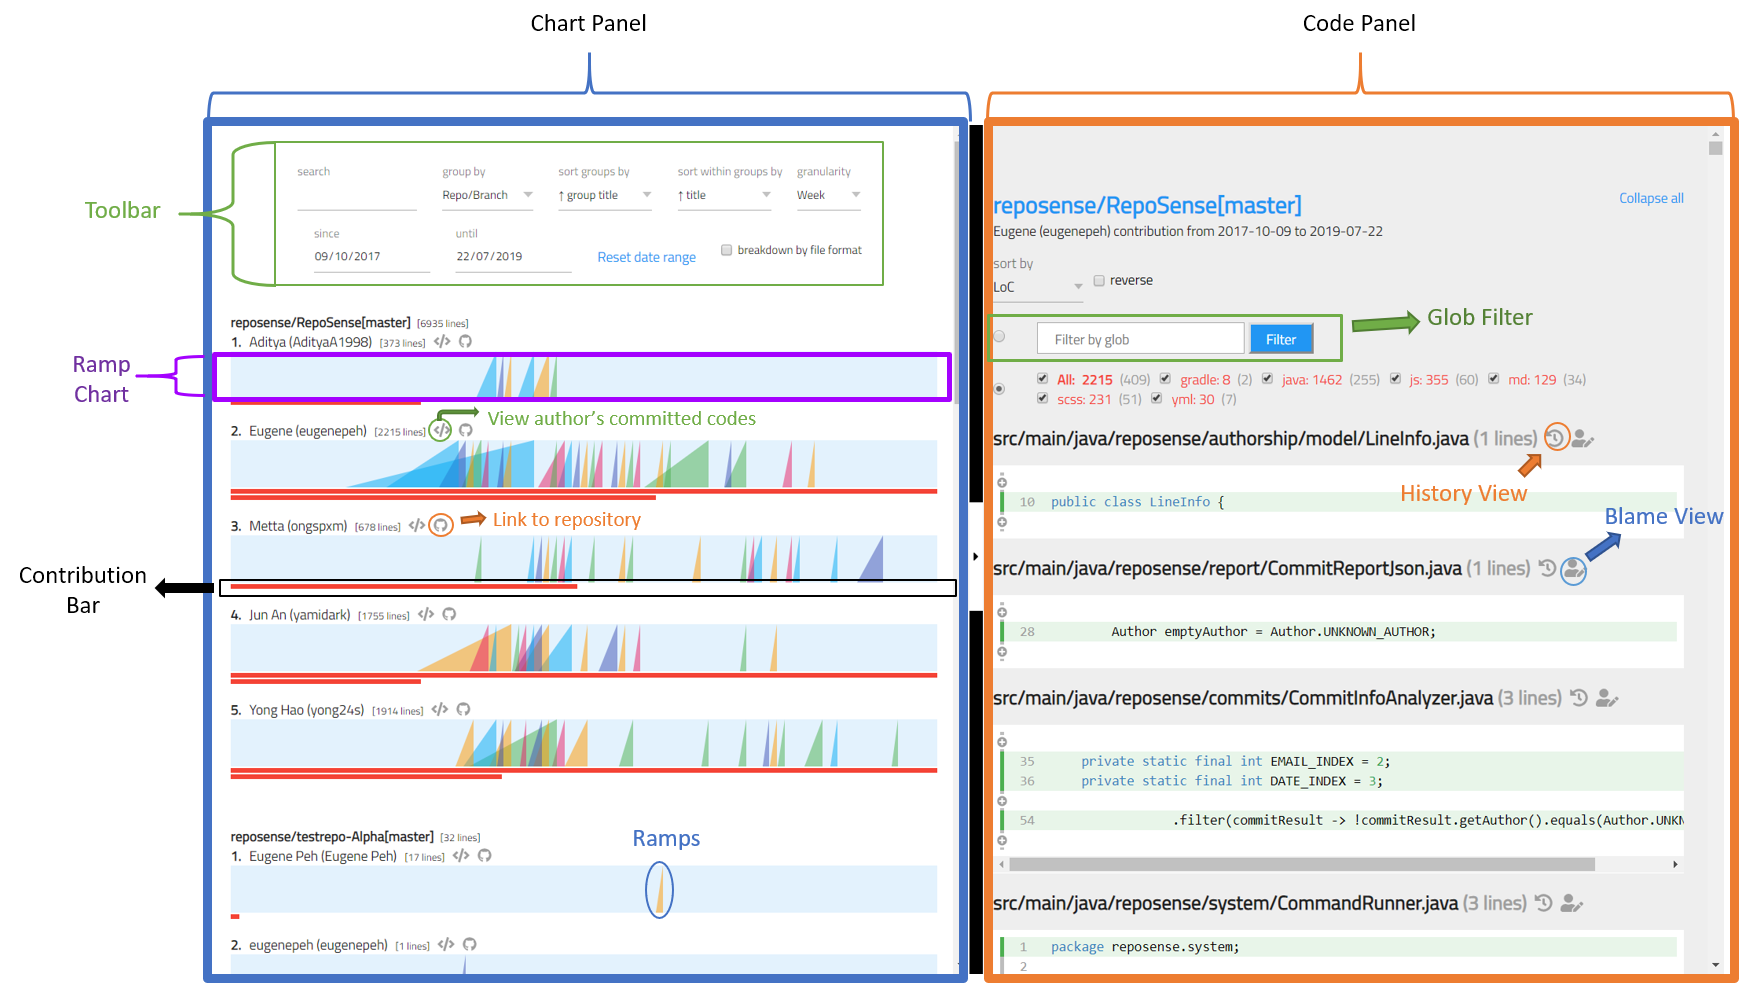 Chart Panel
Code Panel
Toolbar
search
group by
sort groups by
sort within groups by
granularity
Repo/Branch
↑ group title
↑ title
Week
since
until
09/10/2017
22/07/2019
Reset date range
breakdown by file format
reposense/RepoSense[master] [6935 lines]
1. Aditya (AdityaA1998) [373 lines] </>
Ramp
Chart
View author's committed codes
2. Eugene (eugenepeh) [2215 lines] </>
3. Metta (ongspxm) [678 lines] </>
Link to repository
Contribution
Bar
4. Jun An (yamidark) [1755 lines] </>
5. Yong Hao (yong24s) [1914 lines] </>
reposense/testrepo-Alpha[master] [32 lines]
Ramps
1. Eugene Peh (Eugene Peh) [17 lines] </>
2. eugenepeh (eugenepeh) [1 lines] </>
Collapse all
reposense/RepoSense[master]
Eugene (eugenepeh) contribution from 2017-10-09 to 2019-07-22
sort by
LoC
reverse
Filter by glob
Filter
Glob Filter
All: 2215 (409) gradle: 8 (2) java: 1462 (255) js: 355 (60) md: 129 (34)
scss: 231 (51) yml: 30 (7)
src/main/java/reposense/authorship/model/LineInfo.java (1 lines)
History View
10 public class LineInfo {
Blame View
src/main/java/reposense/report/CommitReportJson.java (1 lines)
28 Author emptyAuthor = Author.UNKNOWN_AUTHOR;
src/main/java/reposense/commits/CommitInfoAnalyzer.java (3 lines)
35 private static final int EMAIL_INDEX = 2;
36 private static final int DATE_INDEX = 3;
54 .filter(commitResult -> !commitResult.getAuthor().equals(Author.UNKN
src/main/java/reposense/system/CommandRunner.java (3 lines)
1 package reposense.system;
2